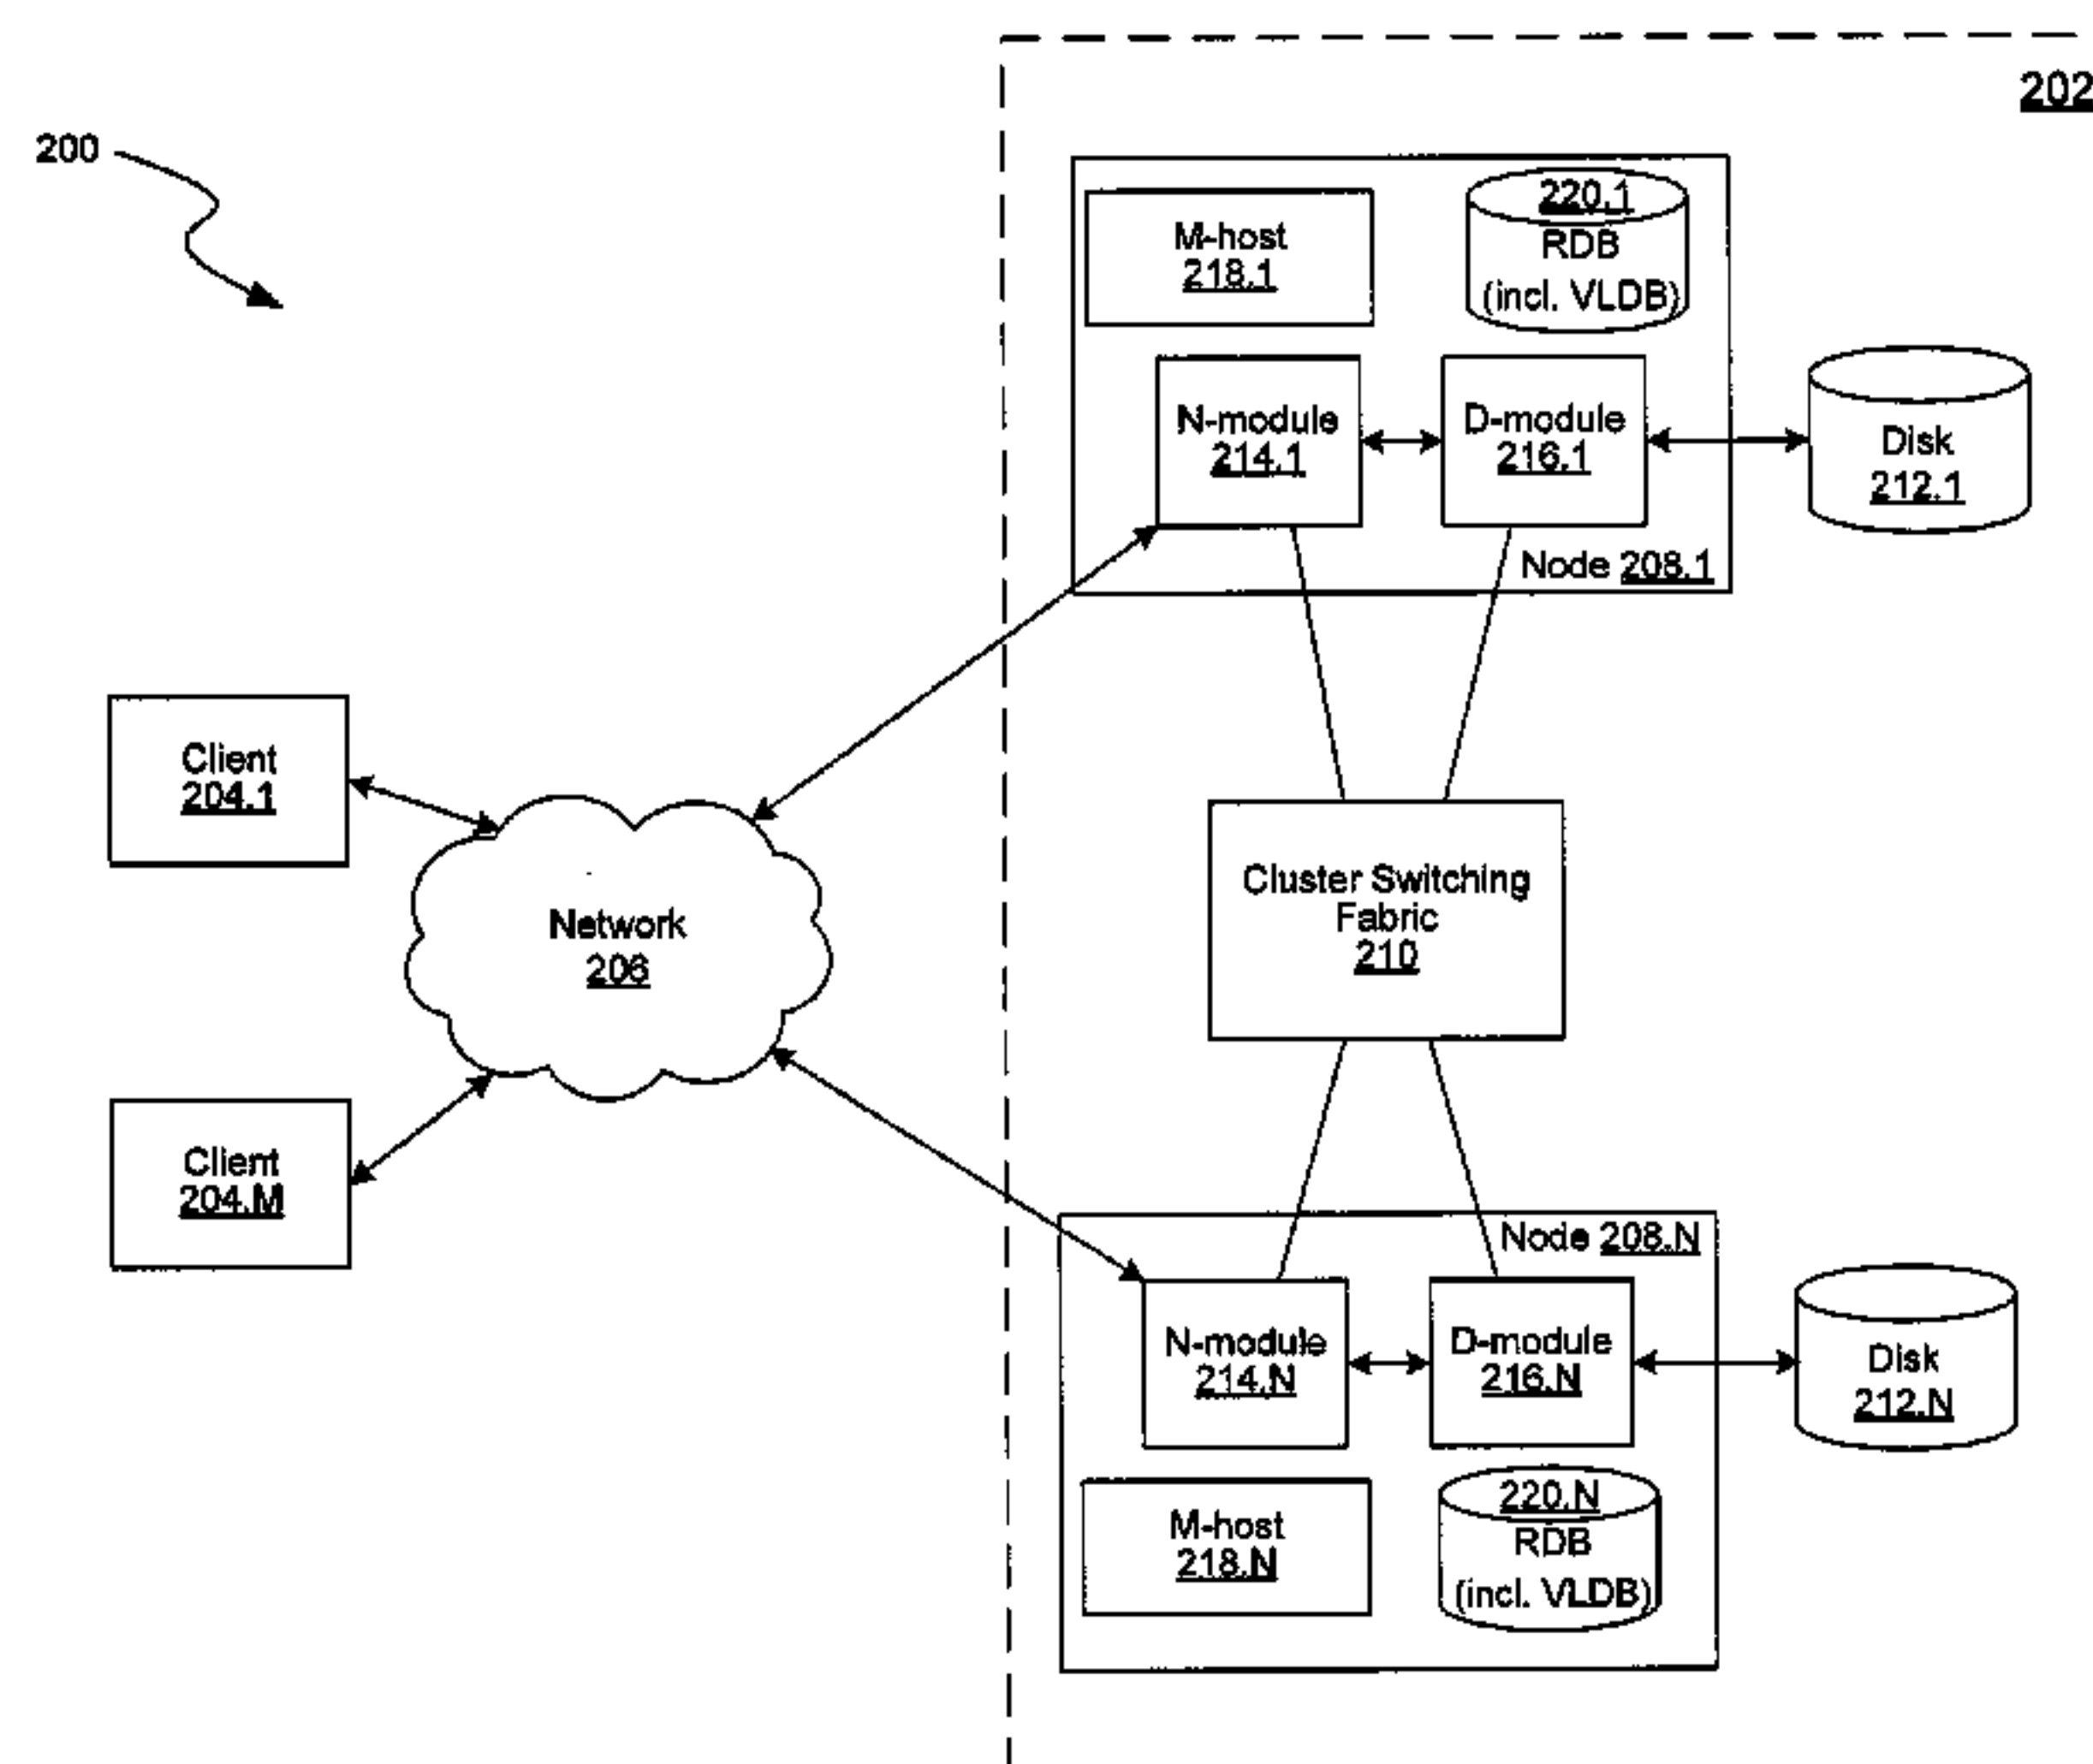 202
200
220.1
M-host
RDB
218.1
(incl. VLDB)
N-module
214.1
D-module
216.1
Disk
212.1
Node 208.1
Client
204.1
Cluster Switching
Fabric
210
Network
206
Client
204.M
Node 208.N
N-module
214.N
D-module
216.N
Disk
212.N
220.N
M-host
RDB
218.N
(incl. VLDB)